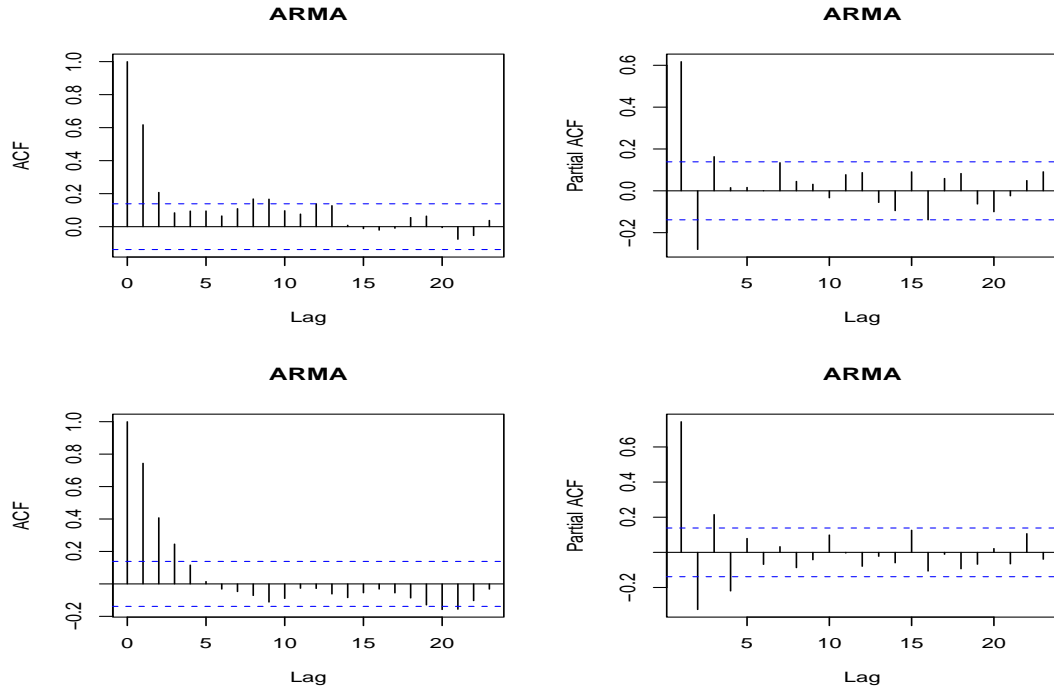 ARMA
ACF
0.0 0.2 0.4 0.6 0.8 1.0
0 5 10 15 20
Lag
ARMA
Partial ACF
−0.2 0.0 0.2 0.4 0.6
5 10 15 20
Lag
ARMA
ACF
−0.2 0.2 0.4 0.6 0.8 1.0
0 5 10 15 20
Lag
ARMA
Partial ACF
−0.2 0.2 0.4 0.6
5 10 15 20
Lag